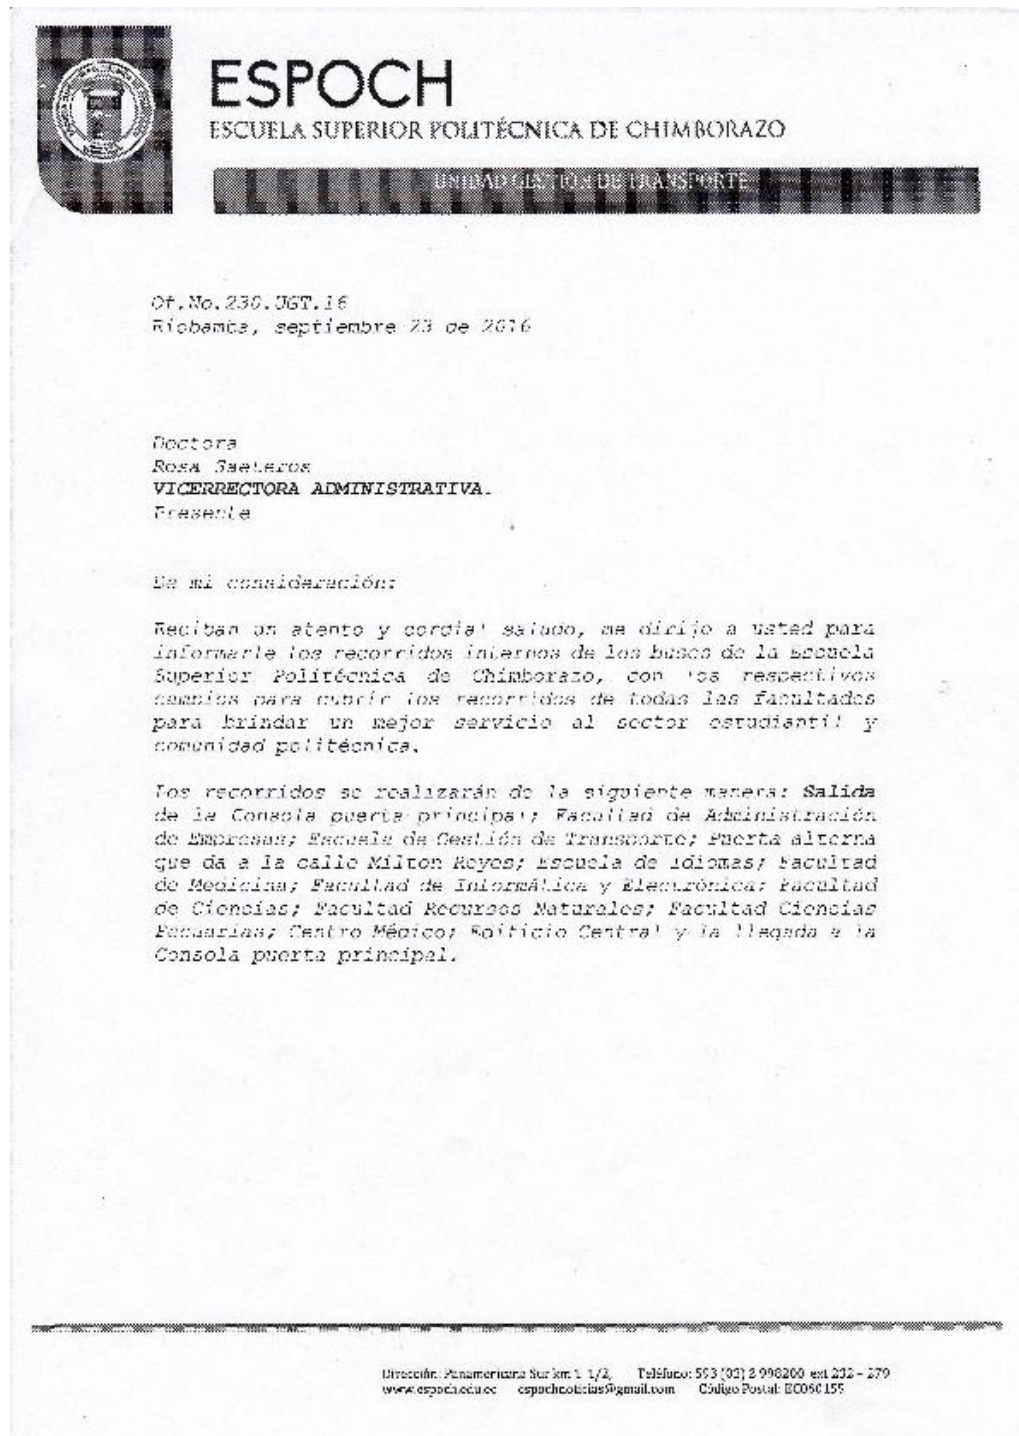 ESPOCH
ESCUELA SUPERIOR POLITÉCNICA DE CHIMBORAZO
UNIDAD GESTIÓN DE TRANSPORTE
Of.No.230.UGT.16
Riobamba, septiembre 23 de 2016
Doctora
Rosa Saeteros
VICERRECTORA ADMINISTRATIVA.
Presente
De mi consideración:
Reciban un atento y cordial saludo, me dirijo a usted para
informarle los recorridos internos de los buses de la Escuela
Superior Politécnica de Chimborazo, con los respectivos
cambios para cubrir los recorridos de todas las facultades
para brindar un mejor servicio al sector estudiantil y
comunidad politécnica.
Los recorridos se realizarán de la siguiente manera: Salida
de la Consola puerta principal; Facultad de Administración
de Empresas; Escuela de Gestión de Transporte; Puerta alterna
que da a la calle Milton Reyes; Escuela de Idiomas; Facultad
de Medicina; Facultad de Informática y Electrónica; Facultad
de Ciencias; Facultad Recursos Naturales; Facultad Ciencias
Pecuarias; Centro Médico; Edificio Central y la llegada a la
Consola puerta principal.
Dirección: Panamericana Sur km 1 1/2, Teléfono: 593 (03) 2 998200 ext 232 - 279
www.espoch.edu.ec espochnoticias@gmail.com Código Postal: EC060155